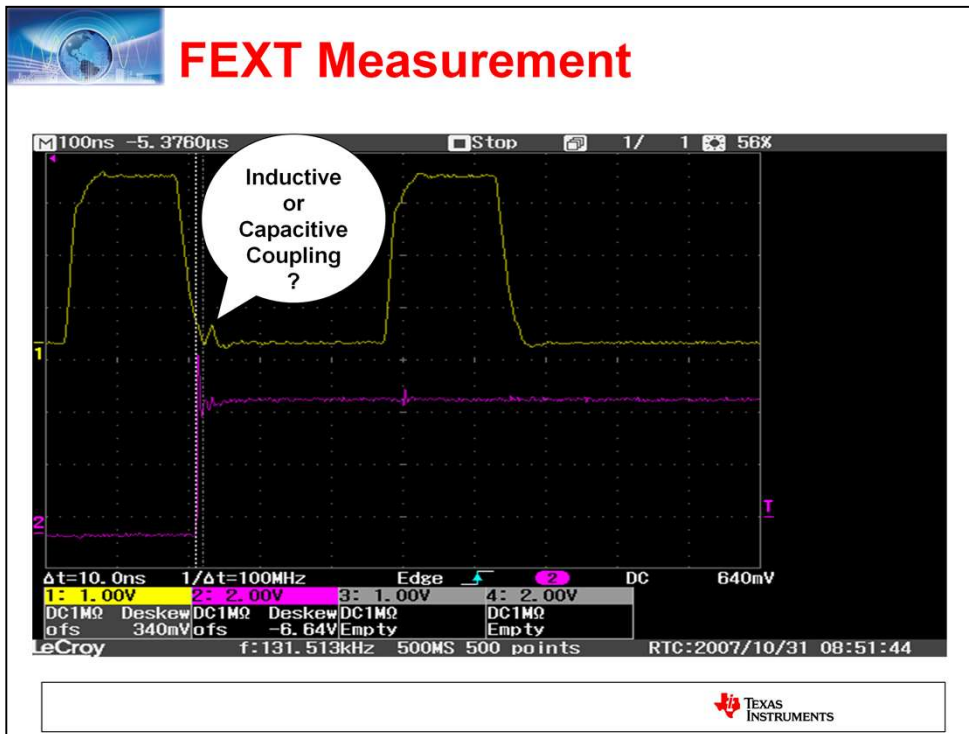 FEXT Measurement
M 100ns -5.3760μs Stop 1/ 1 56%
Inductive
or
Capacitive
Coupling
?
1
2
T
Δt=10.0ns 1/Δt=100MHz Edge 2 DC 640mV
1: 1.00V 2: 2.00V 3: 1.00V 4: 2.00V
DC1MΩ Deskew DC1MΩ Deskew DC1MΩ DC1MΩ
ofs 340mV ofs -6.64V Empty Empty
LeCroy f:131.513kHz 500MS 500 points RTC:2007/10/31 08:51:44
TEXAS
INSTRUMENTS